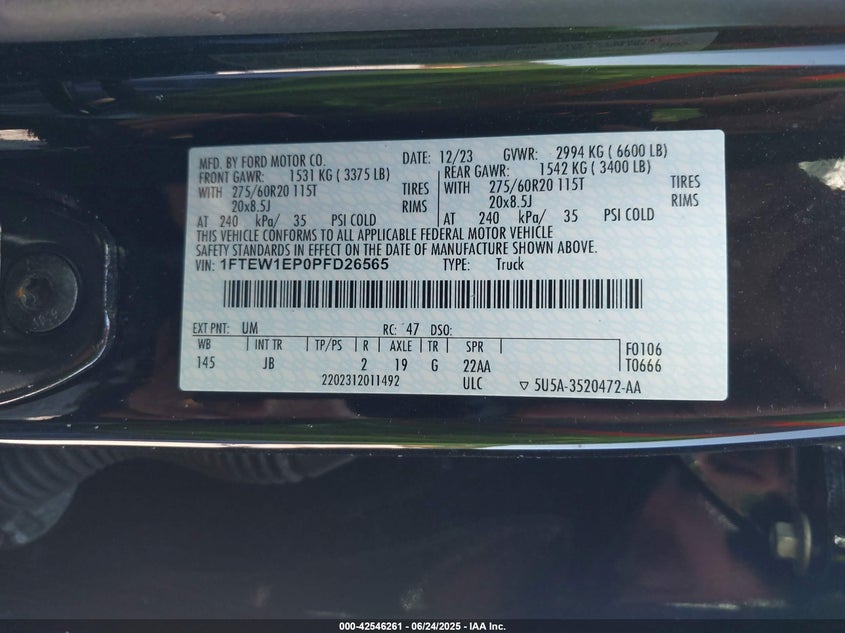 MFD. BY FORD MOTOR CO. DATE: 12/23 GVWR: 2994 KG ( 6600 LB)
FRONT GAWR: 1531 KG ( 3375 LB) REAR GAWR: 1542 KG ( 3400 LB)
WITH 275/60R20 115T TIRES WITH 275/60R20 115T TIRES
20x8.5J RIMS 20x8.5J RIMS
AT 240 kPa/ 35 PSI COLD AT 240 kPa/ 35 PSI COLD
THIS VEHICLE CONFORMS TO ALL APPLICABLE FEDERAL MOTOR VEHICLE
SAFETY STANDARDS IN EFFECT ON THE DATE OF MANUFACTURE SHOWN ABOVE.
VIN: 1FTEW1EP0PFD26565 TYPE: Truck
EXT PNT: UM RC: 47 DSO:
WB INT TR TP/PS R AXLE TR SPR F0106
145 JB 2 19 G 22AA T0666
2202312011492 ULC ▽ 5U5A-3520472-AA
000-42546261 - 06/24/2025 - IAA Inc.